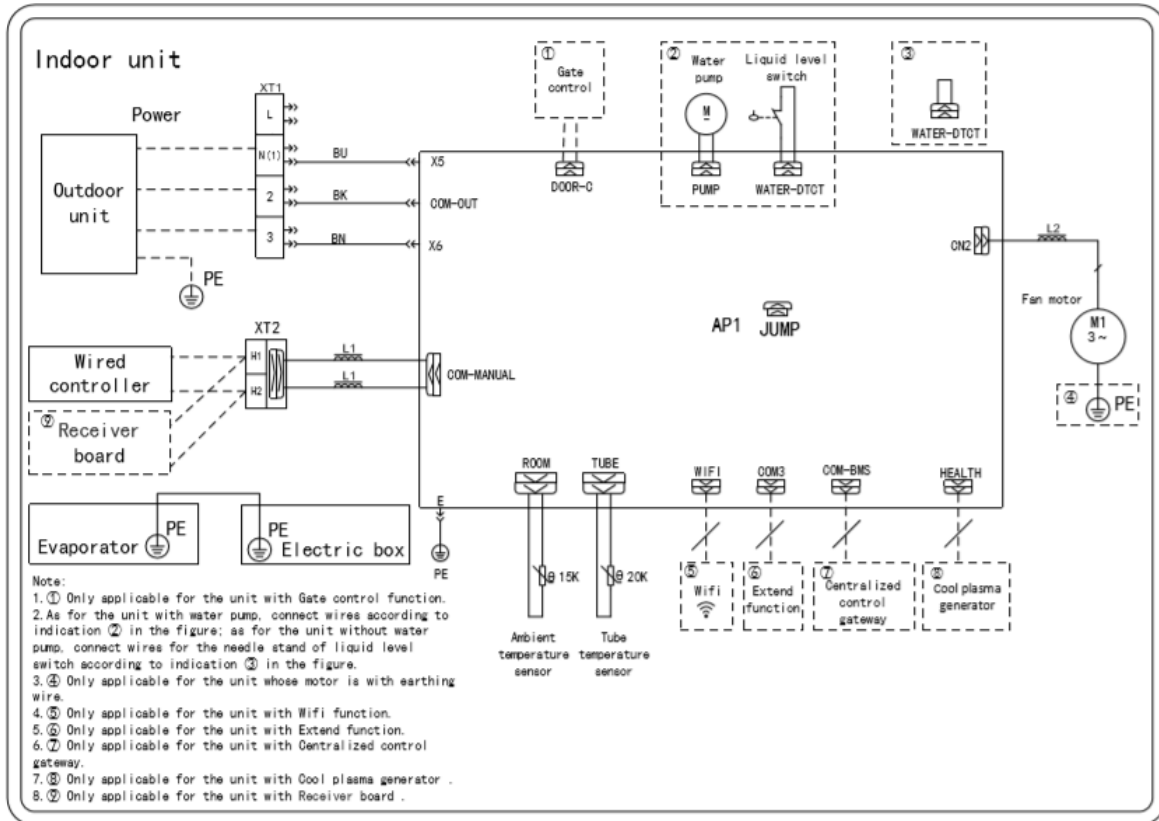 Indoor unit
Power
XT1
L
N(1)
2
3
BU
BK
BN
X5
COM-OUT
X6
Outdoor
unit
PE
①
Gate
control
DOOR-C
②
Water
pump
M
Liquid level
switch
PUMP
WATER-DTCT
③
WATER-DTCT
CN2
L2
Fan motor
M1
3~
④
PE
AP1
JUMP
XT2
H1
H2
L1
L1
COM-MANUAL
Wired
controller
⑨
Receiver
board
Evaporator
PE
PE
Electric box
E
PE
ROOM
TUBE
WIFI
COM3
COM-BMS
HEALTH
θ 15K
θ 20K
Ambient
temperature
sensor
Tube
temperature
sensor
⑤
Wifi
⑥
Extend
function
⑦
Centralized
control
gateway
⑧
Cool plasma
generator
Note:
1.① Only applicable for the unit with Gate control function.
2.As for the unit with water pump, connect wires according to
indication ② in the figure; as for the unit without water
pump, connect wires for the needle stand of liquid level
switch according to indication ③ in the figure.
3.④ Only applicable for the unit whose motor is with earthing
wire.
4.⑤ Only applicable for the unit with Wifi function.
5.⑥ Only applicable for the unit with Extend function.
6.⑦ Only applicable for the unit with Centralized control
gateway.
7.⑧ Only applicable for the unit with Cool plasma generator .
8.⑨ Only applicable for the unit with Receiver board .